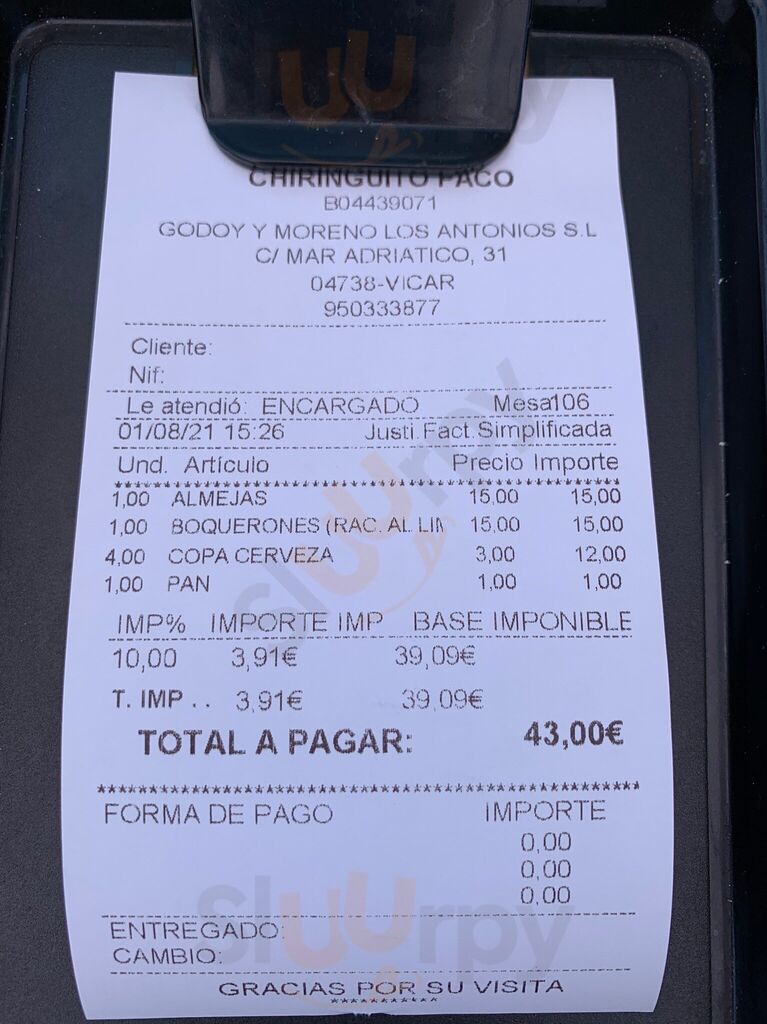 CHIRINGUITO PACO
B04439071
GODOY Y MORENO LOS ANTONIOS S.L
C/ MAR ADRIATICO, 31
04738-VICAR
950333877
Cliente:
Nif:
Le atendió: ENCARGADO Mesa106
01/08/21 15:26 Justi.Fact.Simplificada
Und. Artículo Precio Importe
1,00 ALMEJAS 15,00 15,00
1,00 BOQUERONES (RAC. AL LIM 15,00 15,00
4,00 COPA CERVEZA 3,00 12,00
1,00 PAN 1,00 1,00
IMP% IMPORTE IMP BASE IMPONIBLE
10,00 3,91€ 39,09€
T. IMP .. 3,91€ 39,09€
TOTAL A PAGAR: 43,00€
FORMA DE PAGO IMPORTE
0,00
0,00
0,00
ENTREGADO:
CAMBIO:
GRACIAS POR SU VISITA
Sluurpy
Sluurpy